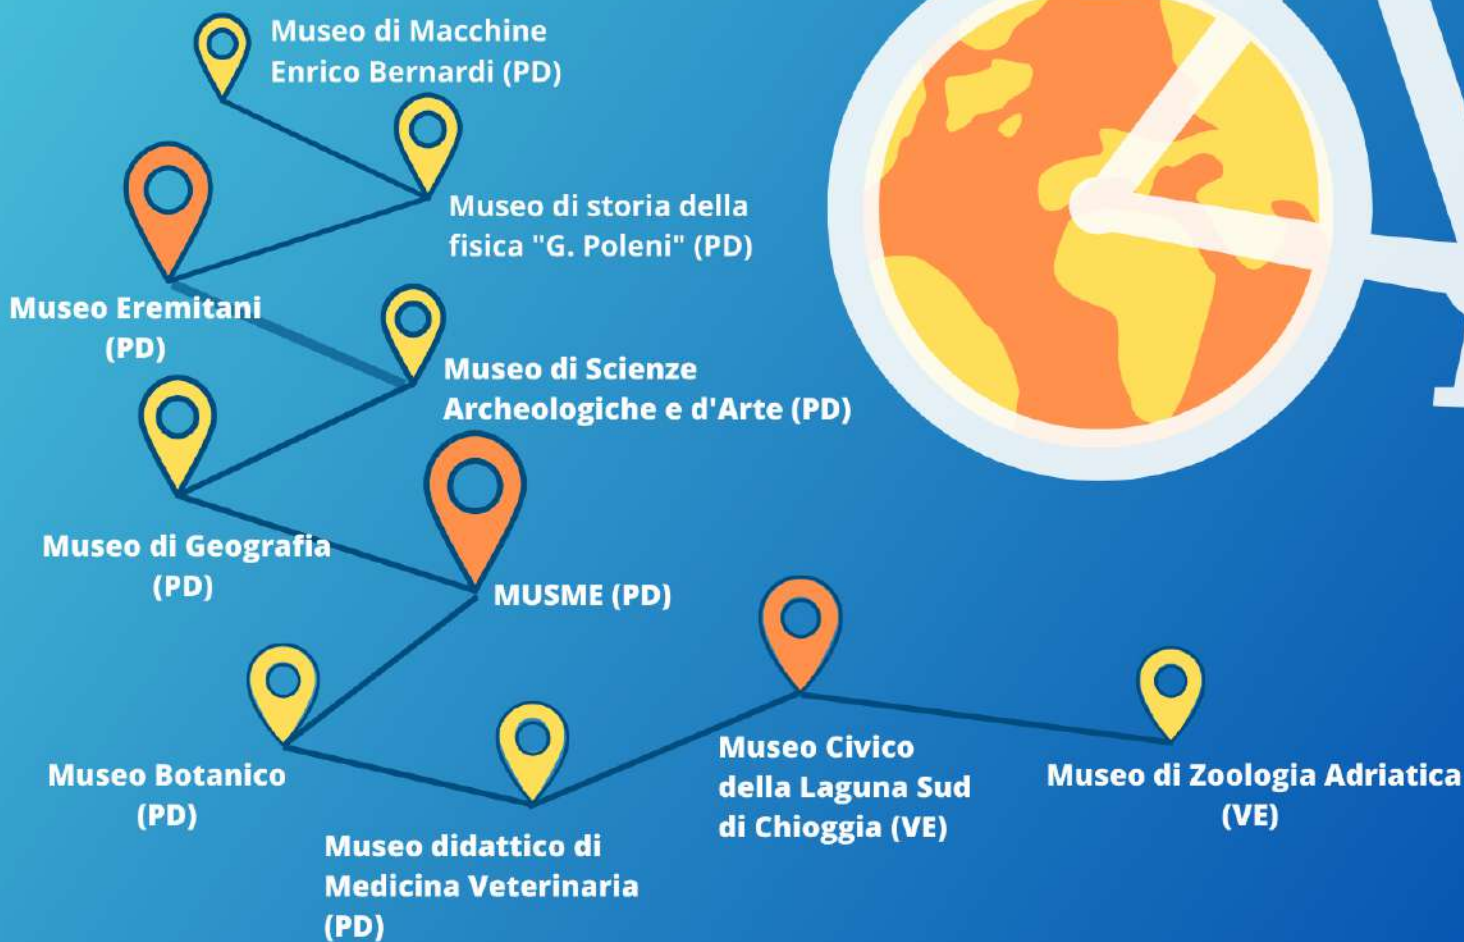 Museo di Macchine
Enrico Bernardi (PD)
Museo di storia della
fisica "G. Poleni" (PD)
Museo Eremitani
(PD)
Museo di Scienze
Archeologiche e d'Arte (PD)
Museo di Geografia
(PD)
MUSME (PD)
Museo Botanico
(PD)
Museo didattico di
Medicina Veterinaria
(PD)
Museo Civico
della Laguna Sud
di Chioggia (VE)
Museo di Zoologia Adriatica
(VE)